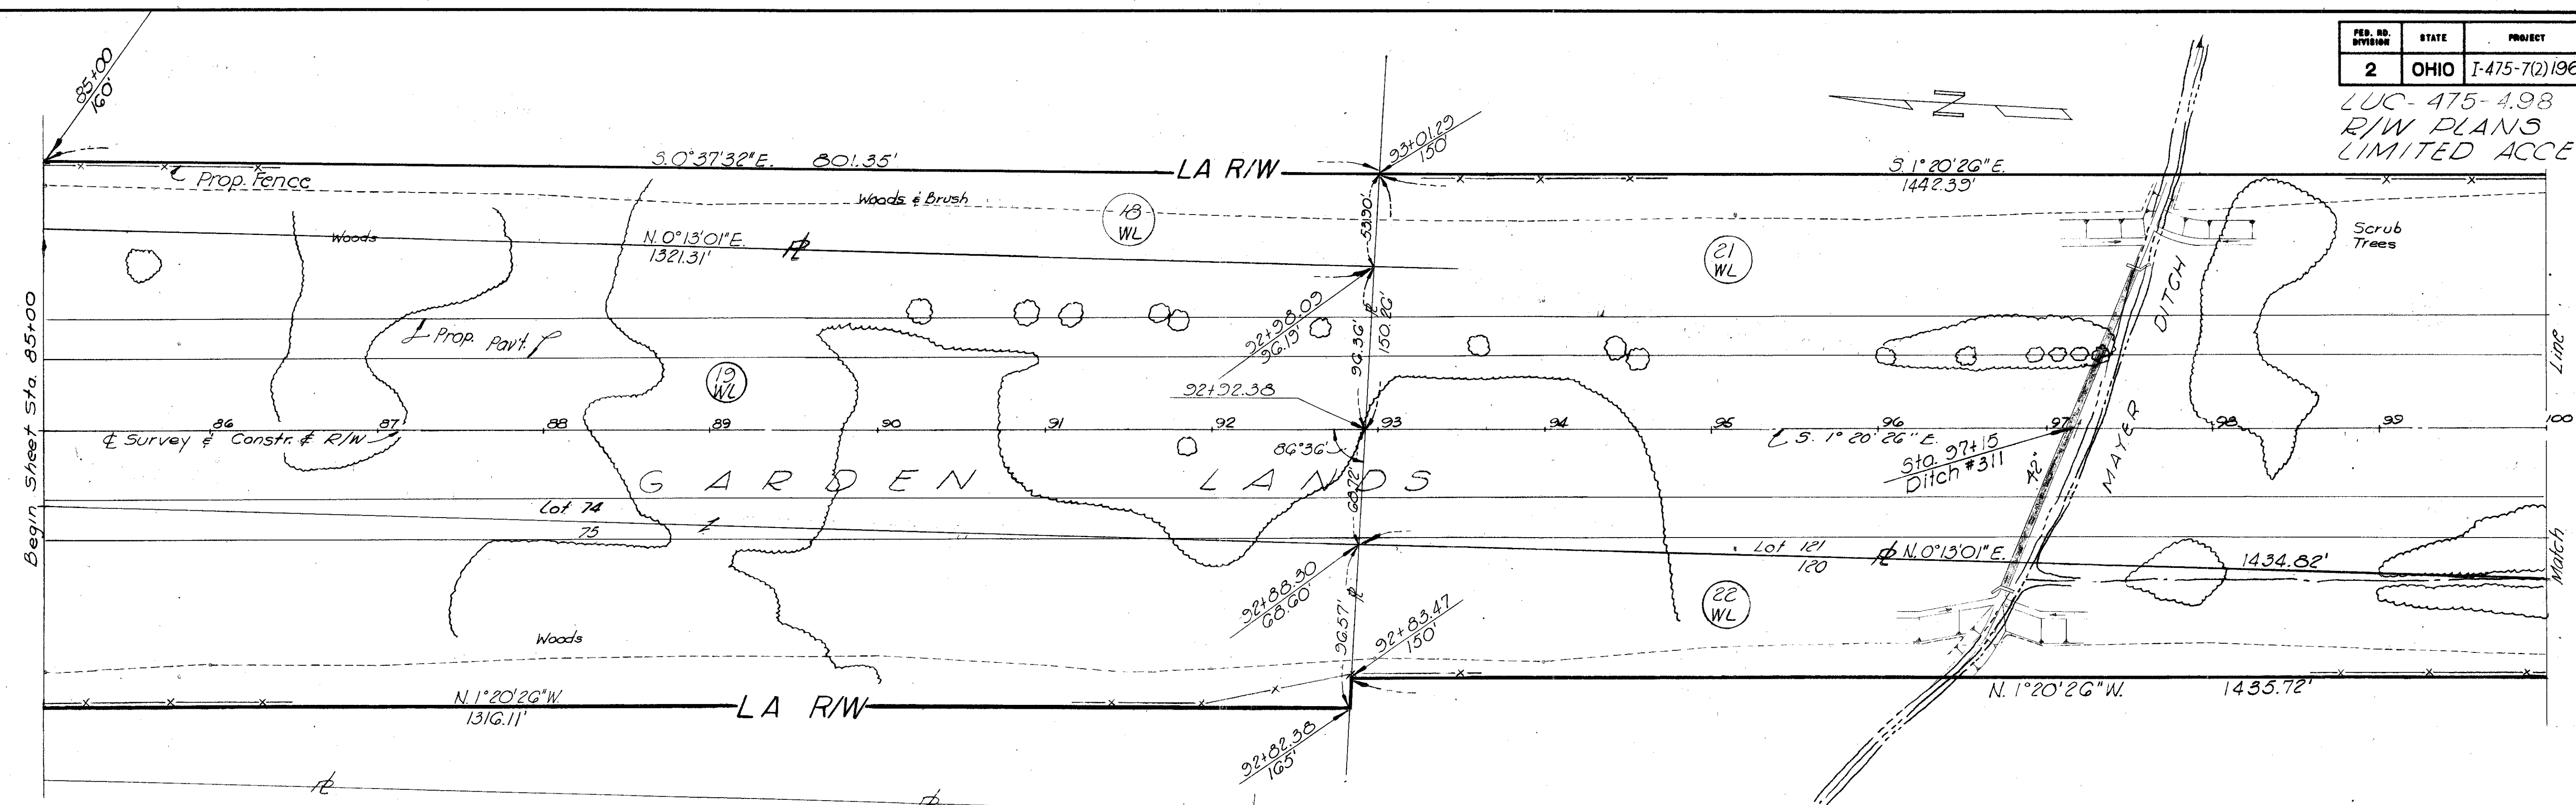 FED. RD. DIVISION STATE PROJECT
2 OHIO I-475-7(2)196
LUC-475-4.98
R/W PLANS
LIMITED ACCE
85+00
160'
S. 0°37'32"E. 801.35'
LA R/W
93+01.29
150'
S. 1°20'26"E.
1442.39'
Prop. Fence
Woods & Brush
18
WL
53.90'
Woods
N. 0°13'01"E.
1321.31'
21
WL
Scrub
Trees
DITCH
92+98.09
96.19'
96.36'
150.26'
Prop. Pav't.
19
WL
92+92.38
Begin Sheet Sta. 85+00
86 87 88 89 90 91 92 93 94 95 96 97 98 99 100
℄ Survey & Constr. & R/W
86°36'
S. 1°20'26"E.
Sta. 97+15
Ditch #311
42°
MAYER
Line
Match
GARDEN LANDS
68.72'
Lot 74
75
Lot 121
120
N. 0°13'01"E.
1434.82'
92+88.30
68.60'
96.57'
92+83.47
150'
22
WL
Woods
N. 1°20'26"W.
1316.11'
LA R/W
N. 1°20'26"W. 1435.72'
92+82.38
165'